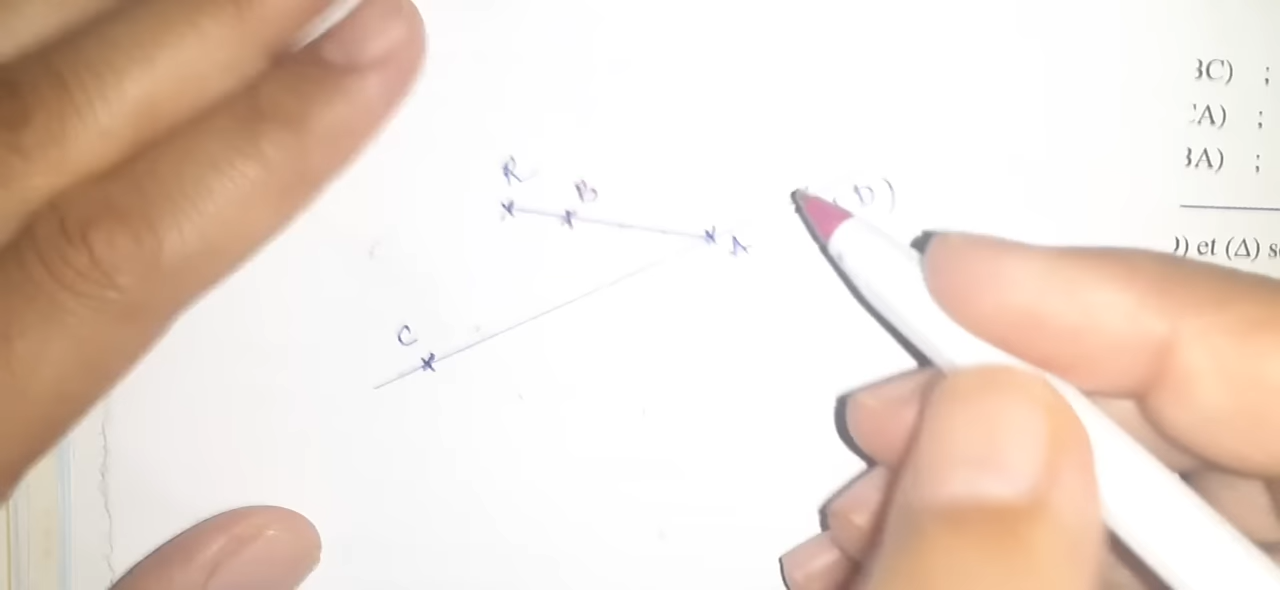 R
B
A
C
D)
3C) ;
'A) ;
3A) ;
)) et (Δ)